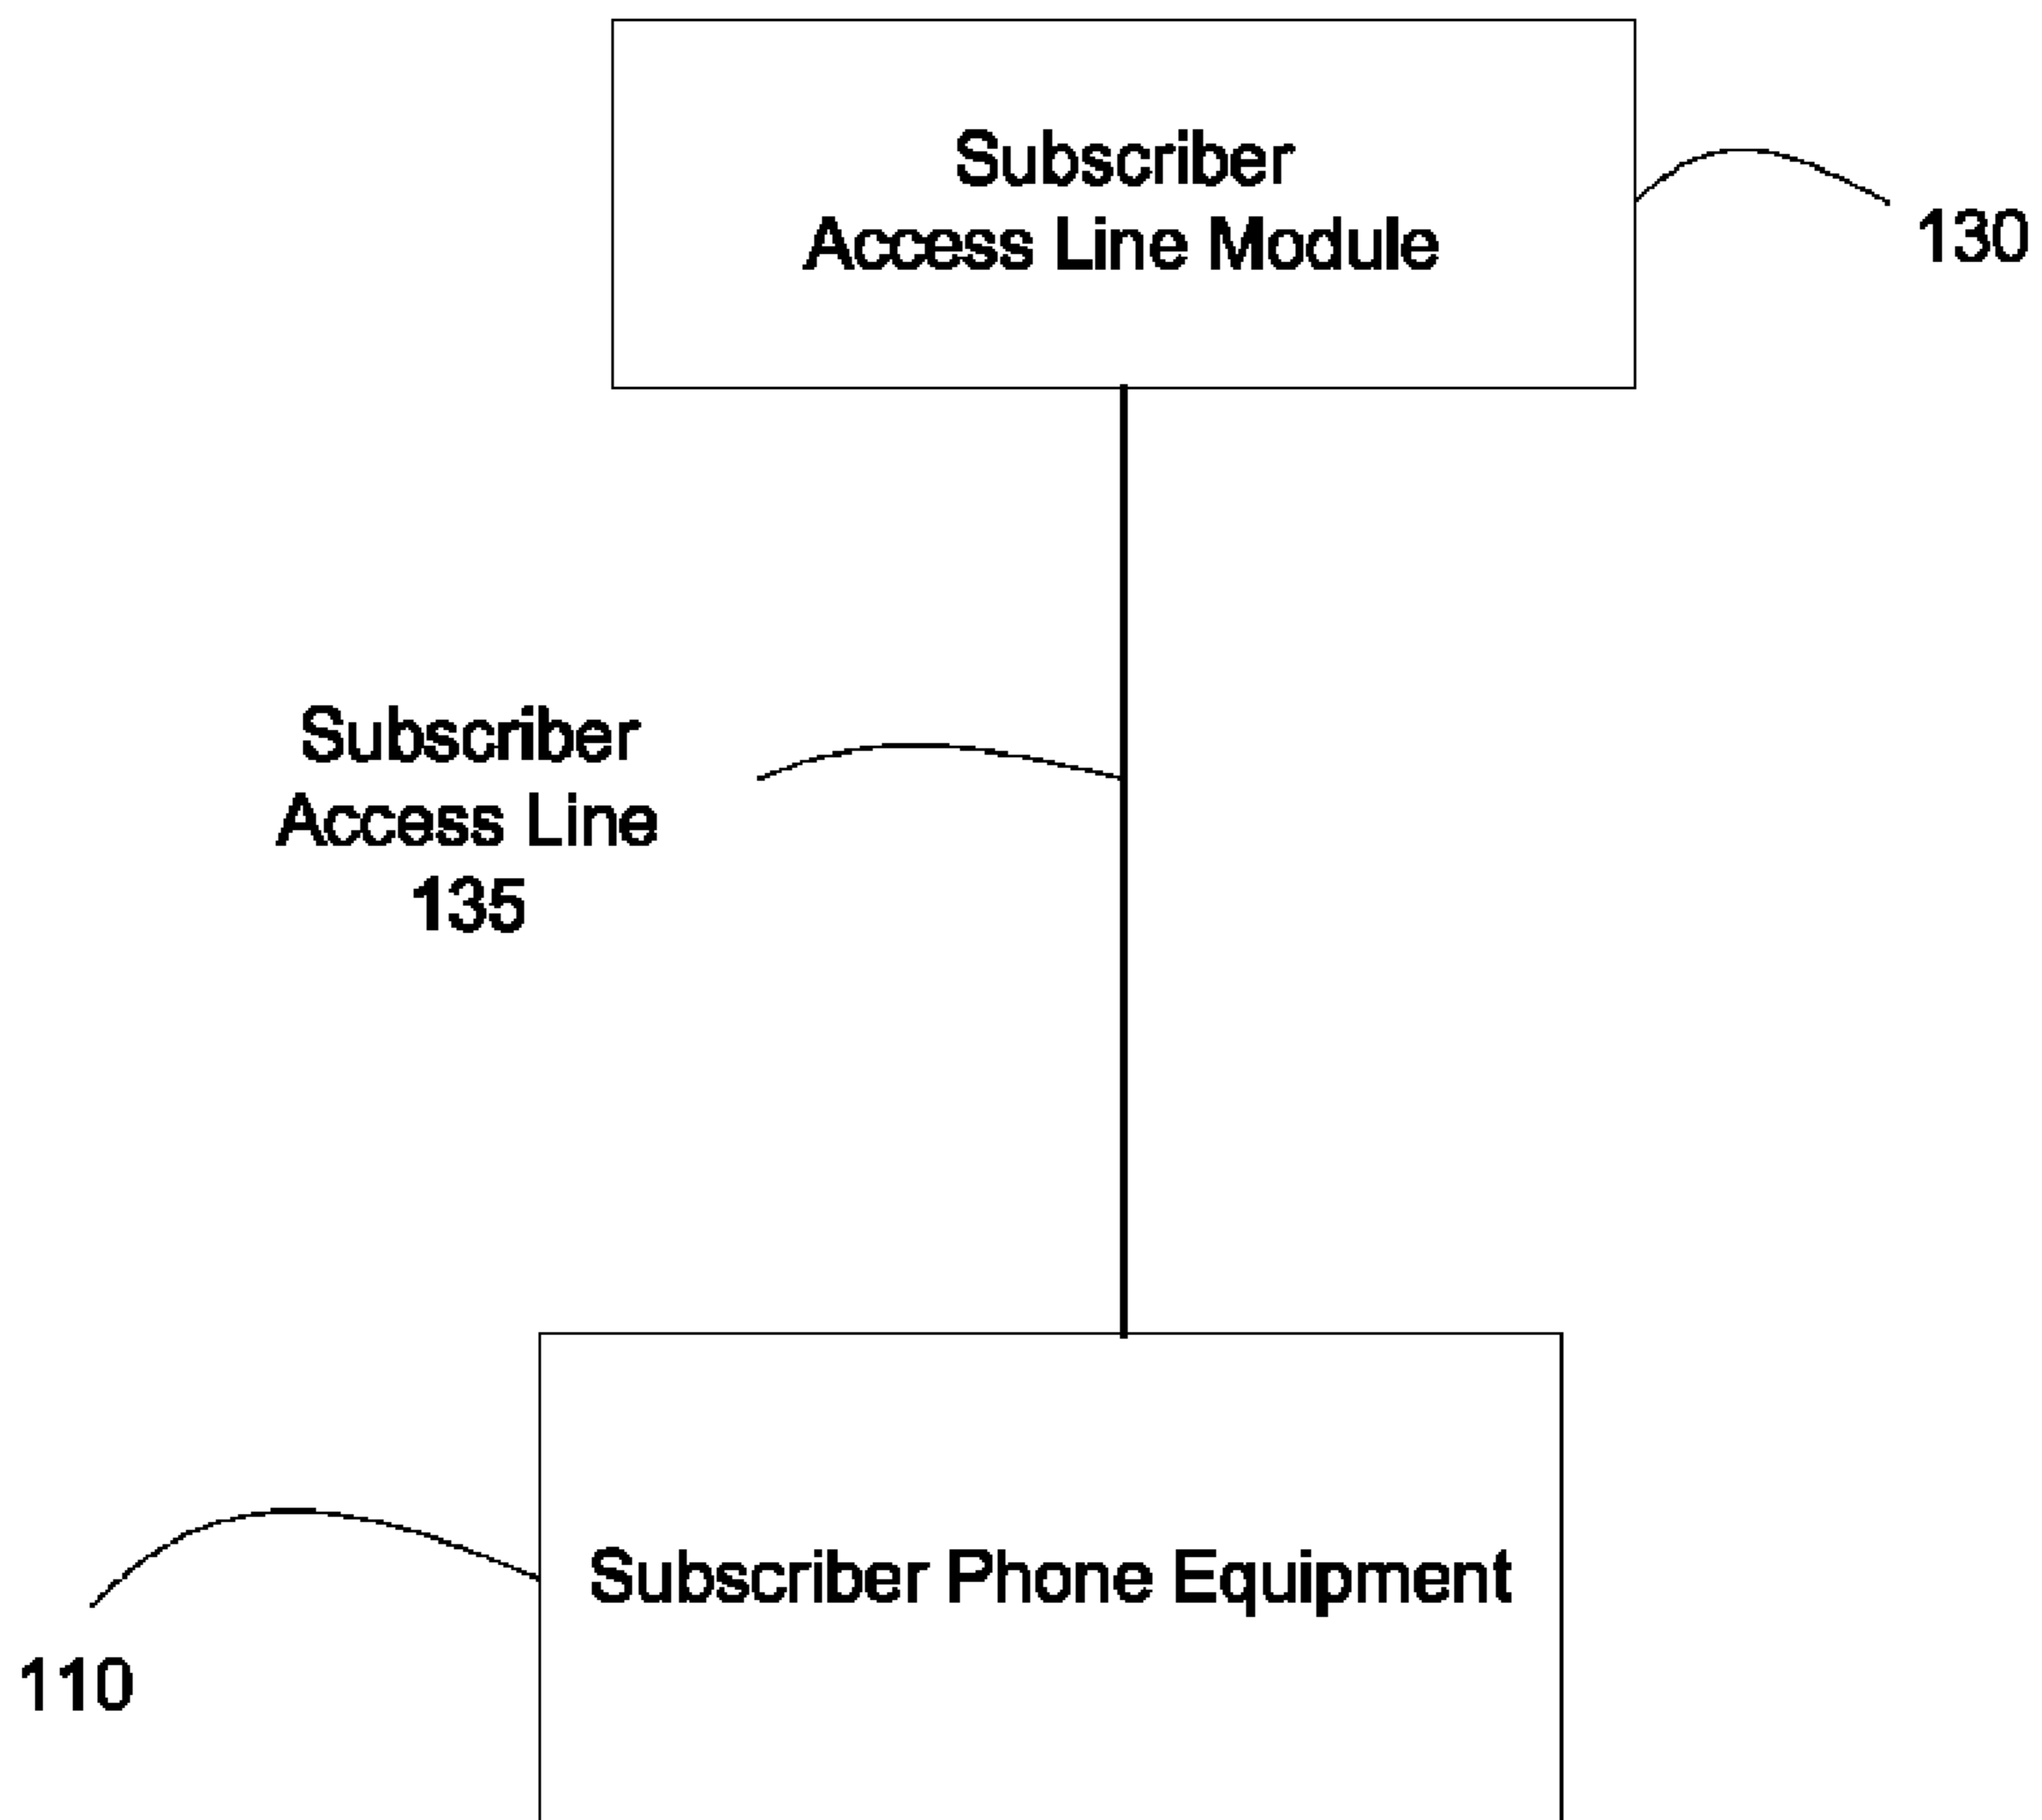 Subscriber
Access Line Module
130
Subscriber
Access Line
135
Subscriber Phone Equipment
110